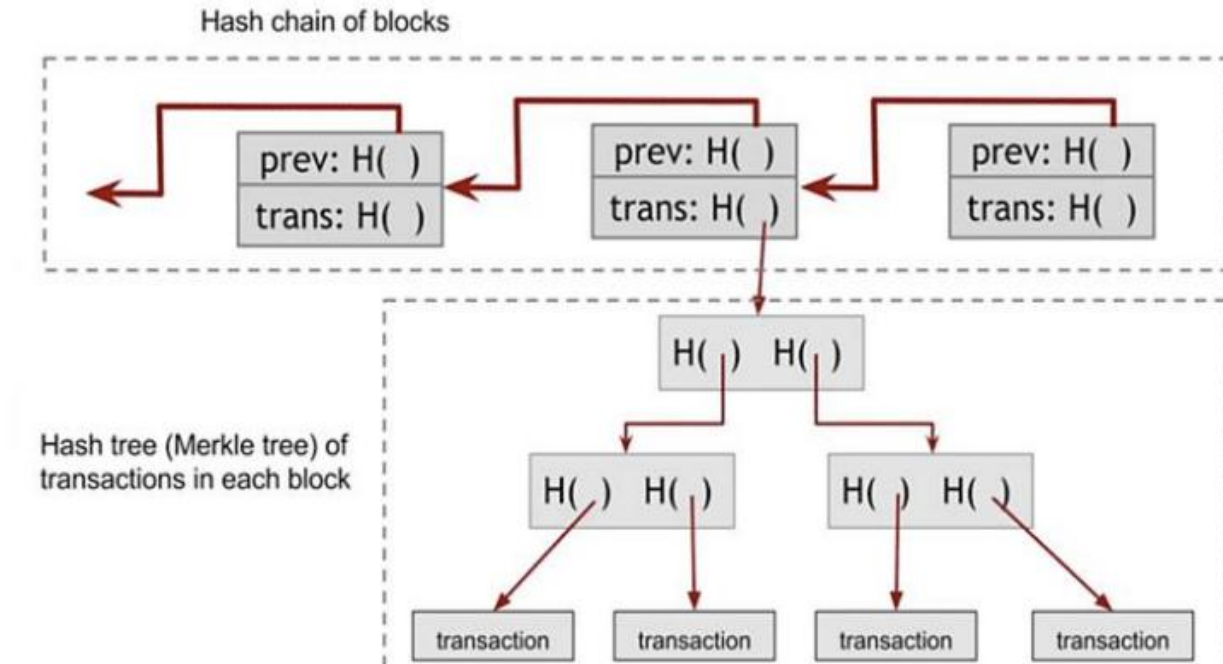 Hash chain of blocks
prev: H( )
trans: H( )
prev: H( )
trans: H( )
prev: H( )
trans: H( )
H( ) H( )
Hash tree (Merkle tree) of
transactions in each block
H( ) H( )
H( ) H( )
transaction
transaction
transaction
transaction